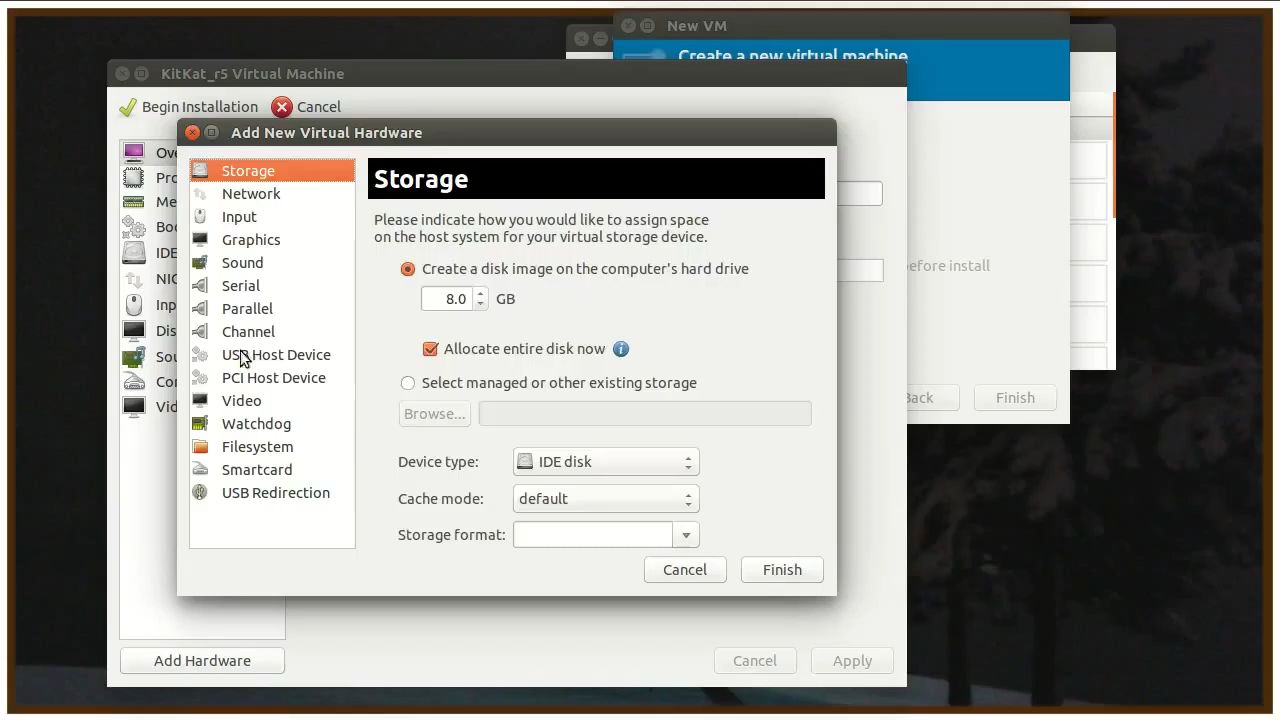 New VM
Create a new virtual machine
KitKat_r5 Virtual Machine
Begin Installation
Cancel
Add New Virtual Hardware
Storage
Network
Input
Graphics
Sound
Serial
Parallel
Channel
USB Host Device
PCI Host Device
Video
Watchdog
Filesystem
Smartcard
USB Redirection
Storage
Please indicate how you would like to assign space
on the host system for your virtual storage device.
Create a disk image on the computer's hard drive
8.0 GB
Allocate entire disk now
Select managed or other existing storage
Browse...
Device type: IDE disk
Cache mode: default
Storage format:
Cancel
Finish
IDE
NIC
before install
Back
Finish
Add Hardware
Cancel
Apply